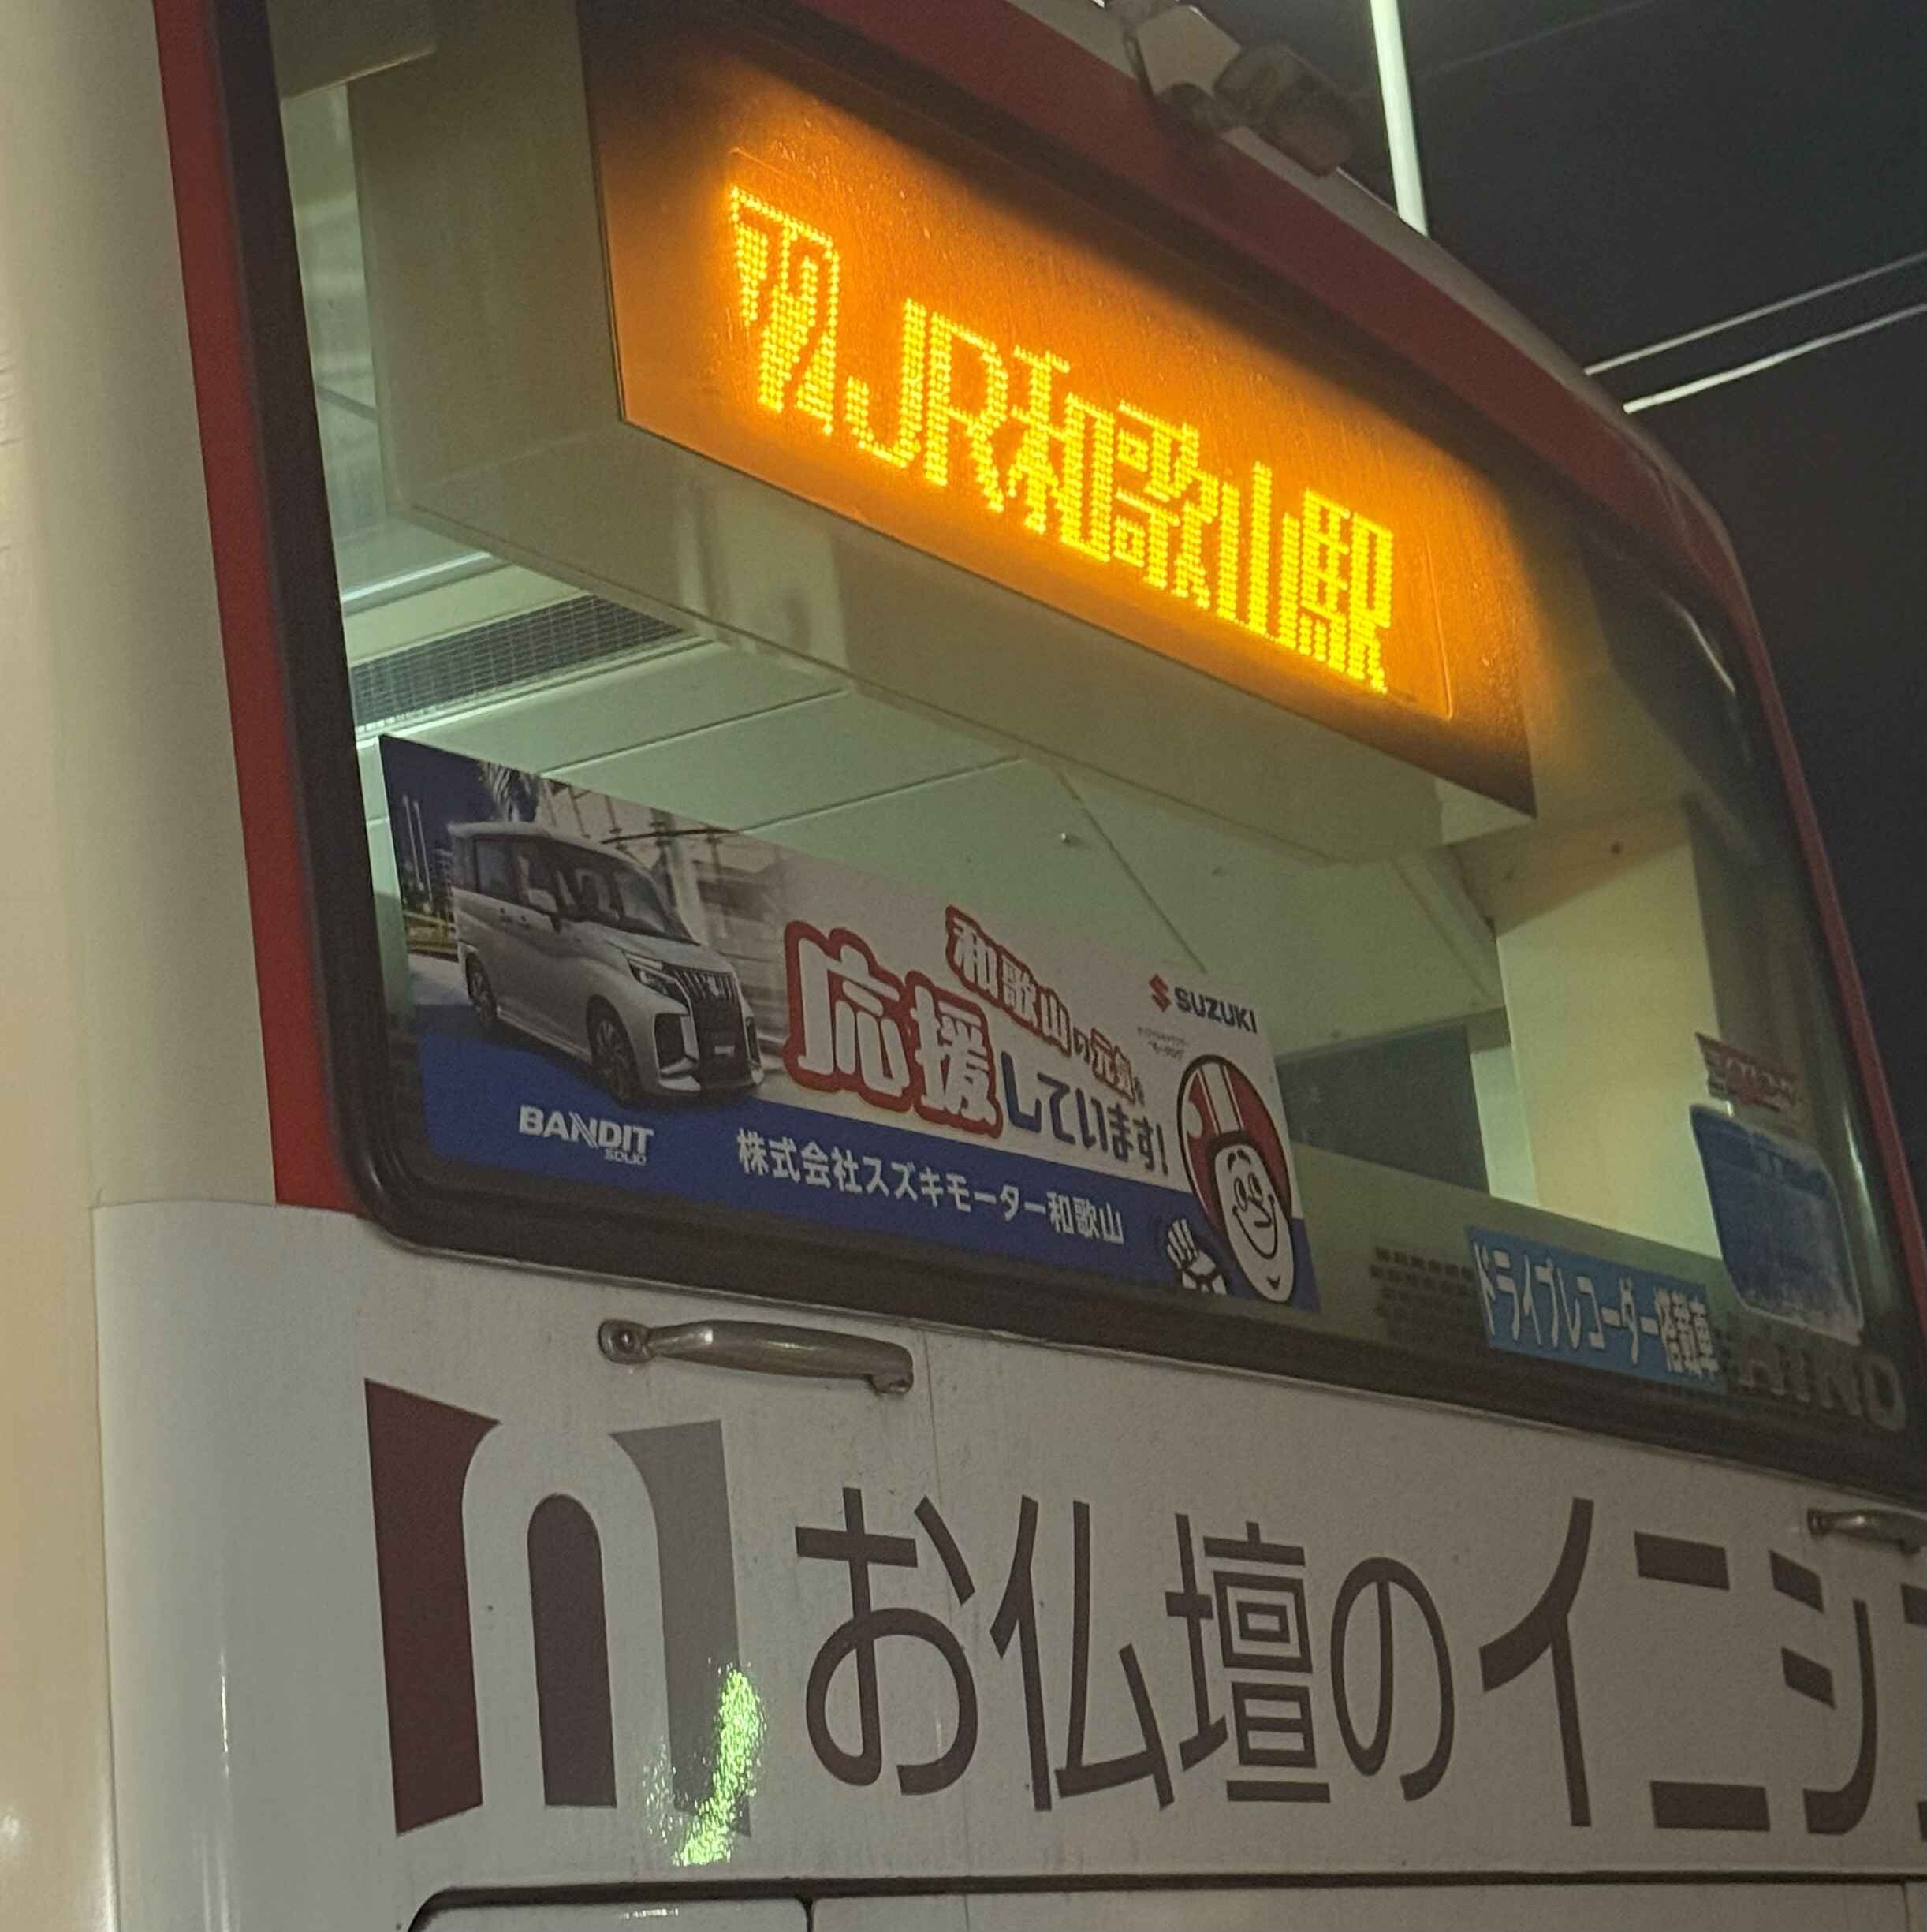 72 JR和歌山駅
和歌山の元気を
応援しています!
SUZUKI
BANDIT
SOLIO
株式会社スズキモーター和歌山
ドライブレコーダー搭載車
HINO
お仏壇のイニシ